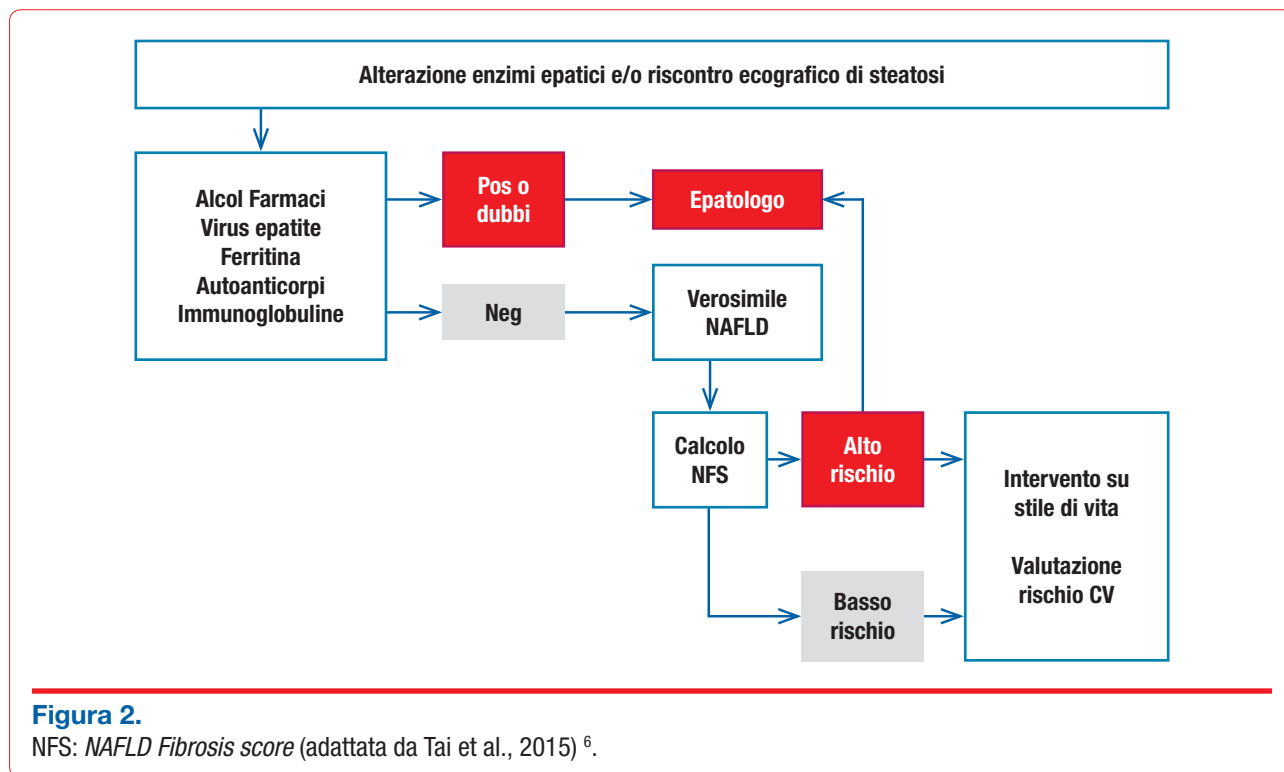 Alterazione enzimi epatici e/o riscontro ecografico di steatosi
Alcol Farmaci
Virus epatite
Ferritina
Autoanticorpi
Immunoglobuline
Pos o
dubbi
Epatologo
Neg
Verosimile
NAFLD
Calcolo
NFS
Alto
rischio
Basso
rischio
Intervento su
stile di vita
Valutazione
rischio CV
Figura 2.
NFS: NAFLD Fibrosis score (adattata da Tai et al., 2015) 6.